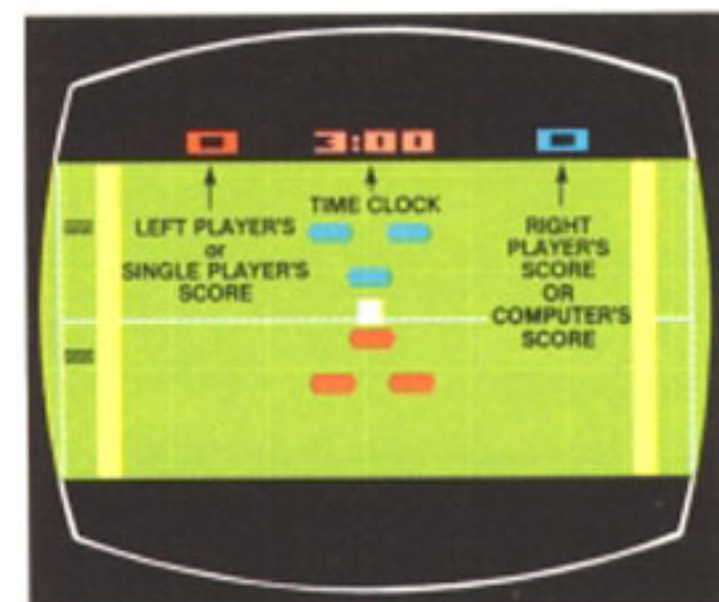 0 3:00 0
TIME CLOCK
LEFT PLAYER'S
or
SINGLE PLAYER'S
SCORE
RIGHT
PLAYER'S
SCORE
OR
COMPUTER'S
SCORE